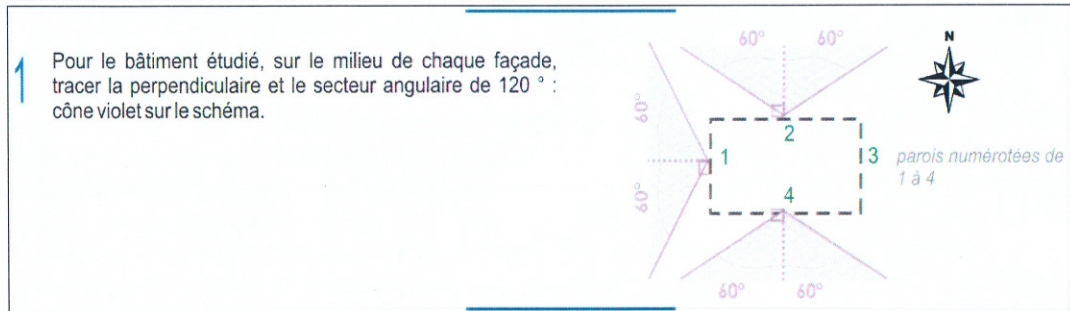 1
Pour le bâtiment étudié, sur le milieu de chaque façade,
tracer la perpendiculaire et le secteur angulaire de 120 ° :
cône violet sur le schéma.
60° 60°
N
60°
1
2
3
parois numérotées de
1 à 4
60°
4
60° 60°